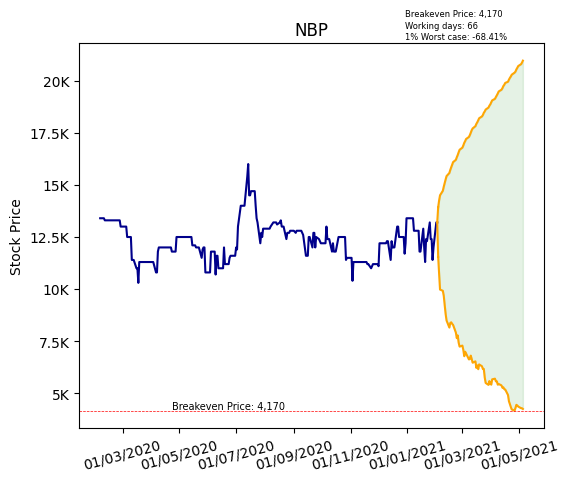 Breakeven Price: 4,170
Working days: 66
1% Worst case: -68.41%
NBP
Stock Price
20K
17.5K
15K
12.5K
10K
7.5K
5K
Breakeven Price: 4,170
01/03/2020
01/05/2020
01/07/2020
01/09/2020
01/11/2020
01/01/2021
01/03/2021
01/05/2021